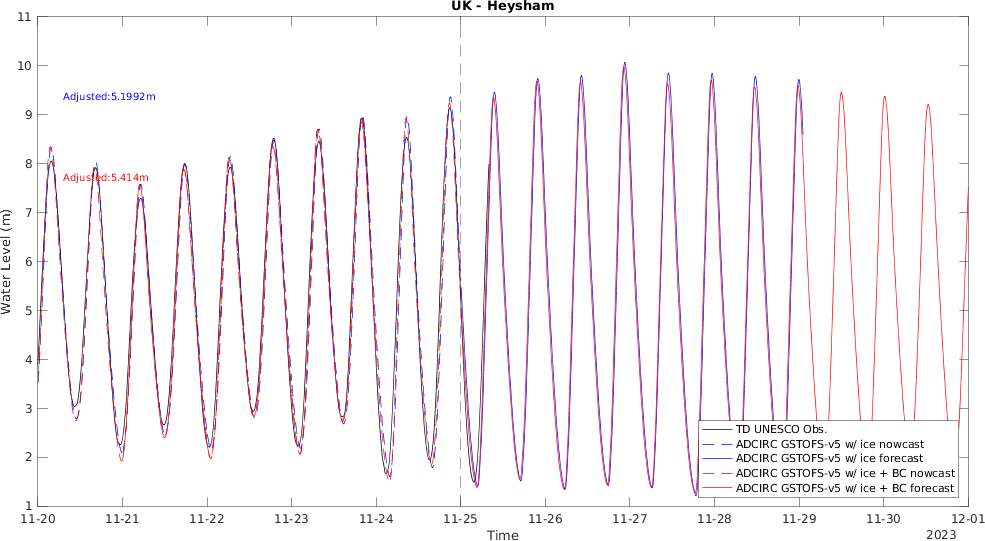 UK - Heysham
11
10
9
8
7
6
5
4
3
2
1
Water Level (m)
Adjusted:5.1992m
Adjusted:5.414m
TD UNESCO Obs.
ADCIRC GSTOFS-v5 w/ ice nowcast
ADCIRC GSTOFS-v5 w/ ice forecast
ADCIRC GSTOFS-v5 w/ ice + BC nowcast
ADCIRC GSTOFS-v5 w/ ice + BC forecast
11-20
11-21
11-22
11-23
11-24
11-25
11-26
11-27
11-28
11-29
11-30
12-01
Time
2023